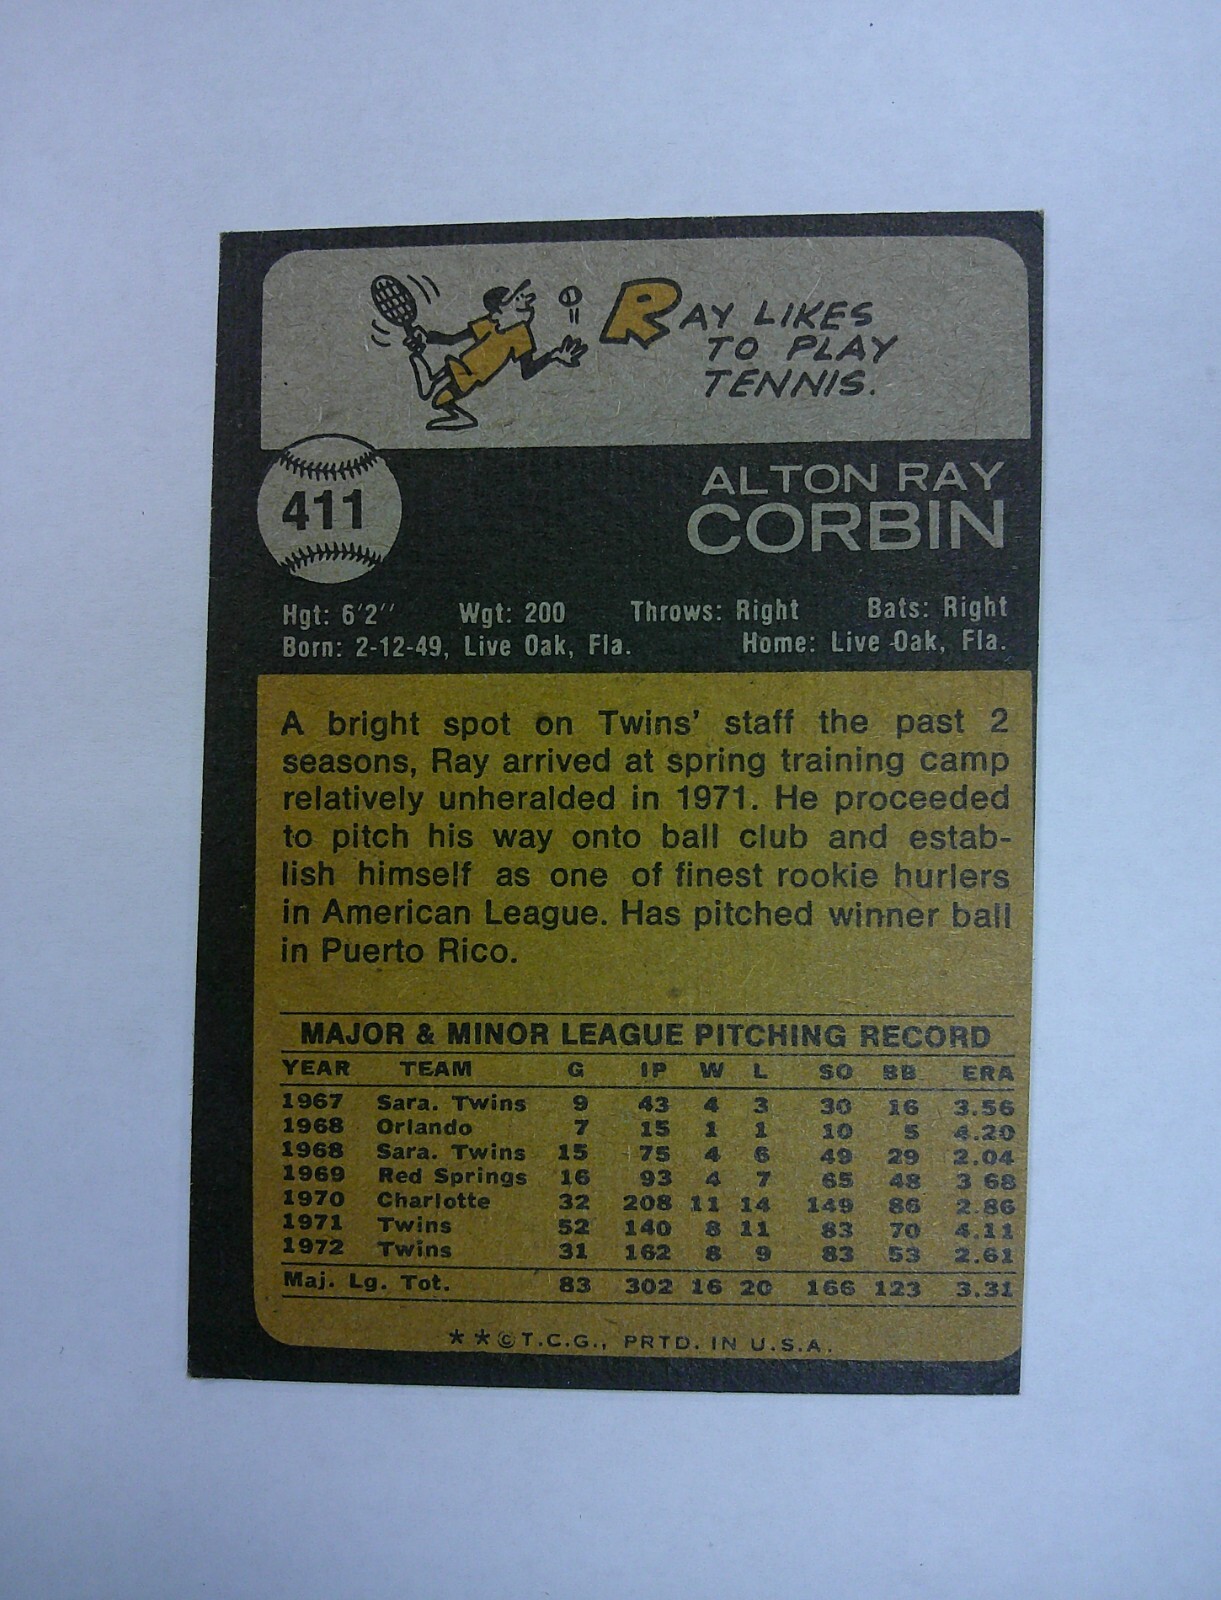 RAY LIKES
TO PLAY
TENNIS.
411
ALTON RAY
CORBIN
Hgt: 6'2" Wgt: 200 Throws: Right Bats: Right
Born: 2-12-49, Live Oak, Fla. Home: Live Oak, Fla.
A bright spot on Twins' staff the past 2
seasons, Ray arrived at spring training camp
relatively unheralded in 1971. He proceeded
to pitch his way onto ball club and estab-
lish himself as one of finest rookie hurlers
in American League. Has pitched winner ball
in Puerto Rico.
MAJOR & MINOR LEAGUE PITCHING RECORD
YEAR TEAM G IP W L SO BB ERA
1967 Sara. Twins 9 43 4 3 30 16 3.56
1968 Orlando 7 15 1 1 10 5 4.20
1968 Sara. Twins 15 75 4 6 49 29 2.04
1969 Red Springs 16 93 4 7 65 48 3 68
1970 Charlotte 32 208 11 14 149 86 2.86
1971 Twins 52 140 8 11 83 70 4.11
1972 Twins 31 162 8 9 83 53 2.61
Maj. Lg. Tot. 83 302 16 20 166 123 3.31
**©T.C.G., PRTD. IN U.S.A.